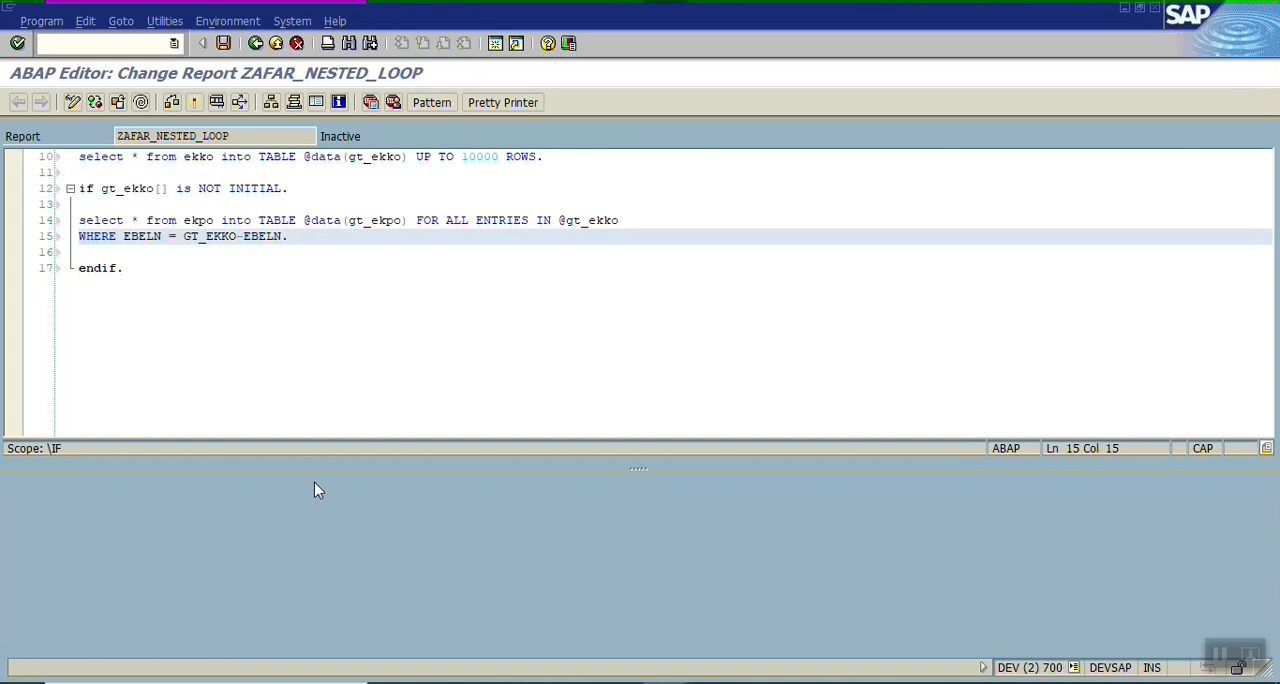 Program Edit Goto Utilities Environment System Help
SAP
ABAP Editor: Change Report ZAFAR_NESTED_LOOP
Pattern Pretty Printer
Report ZAFAR_NESTED_LOOP Inactive
10 select * from ekko into TABLE @data(gt_ekko) UP TO 10000 ROWS.
11
12 if gt_ekko[] is NOT INITIAL.
13
14 select * from ekpo into TABLE @data(gt_ekpo) FOR ALL ENTRIES IN @gt_ekko
15 WHERE EBELN = GT_EKKO-EBELN.
16
17 endif.
Scope: \IF ABAP Ln 15 Col 15 CAP
DEV (2) 700 DEVSAP INS